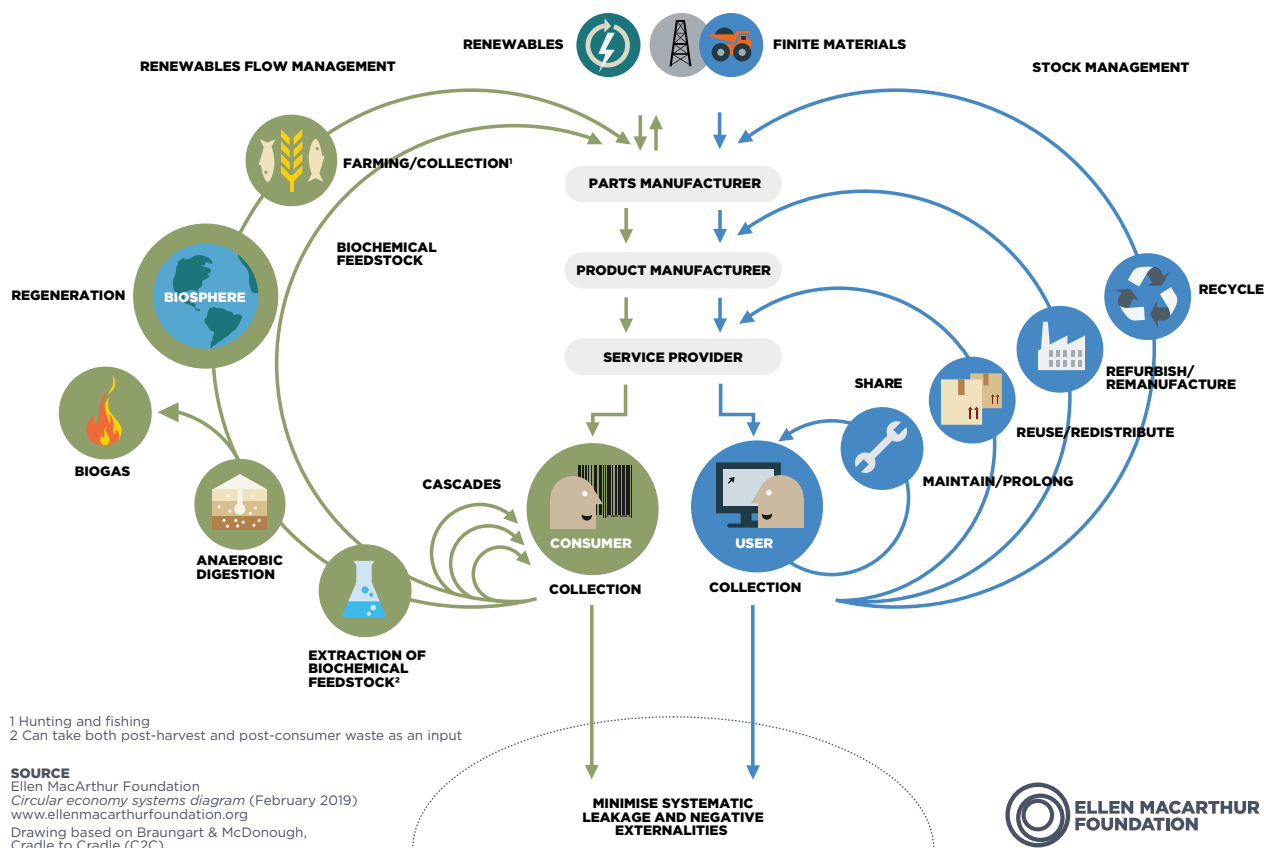 RENEWABLES
FINITE MATERIALS
RENEWABLES FLOW MANAGEMENT
STOCK MANAGEMENT
FARMING/COLLECTION¹
PARTS MANUFACTURER
BIOCHEMICAL
FEEDSTOCK
PRODUCT MANUFACTURER
REGENERATION
BIOSPHERE
RECYCLE
SERVICE PROVIDER
SHARE
REFURBISH/
REMANUFACTURE
REUSE/REDISTRIBUTE
BIOGAS
CASCADES
MAINTAIN/PROLONG
CONSUMER
USER
ANAEROBIC
DIGESTION
COLLECTION
COLLECTION
EXTRACTION OF
BIOCHEMICAL
FEEDSTOCK²
1 Hunting and fishing
2 Can take both post-harvest and post-consumer waste as an input
SOURCE
Ellen MacArthur Foundation
Circular economy systems diagram (February 2019)
www.ellenmacarthurfoundation.org
Drawing based on Braungart & McDonough,
Cradle to Cradle (C2C)
MINIMISE SYSTEMATIC
LEAKAGE AND NEGATIVE
EXTERNALITIES
ELLEN MACARTHUR
FOUNDATION